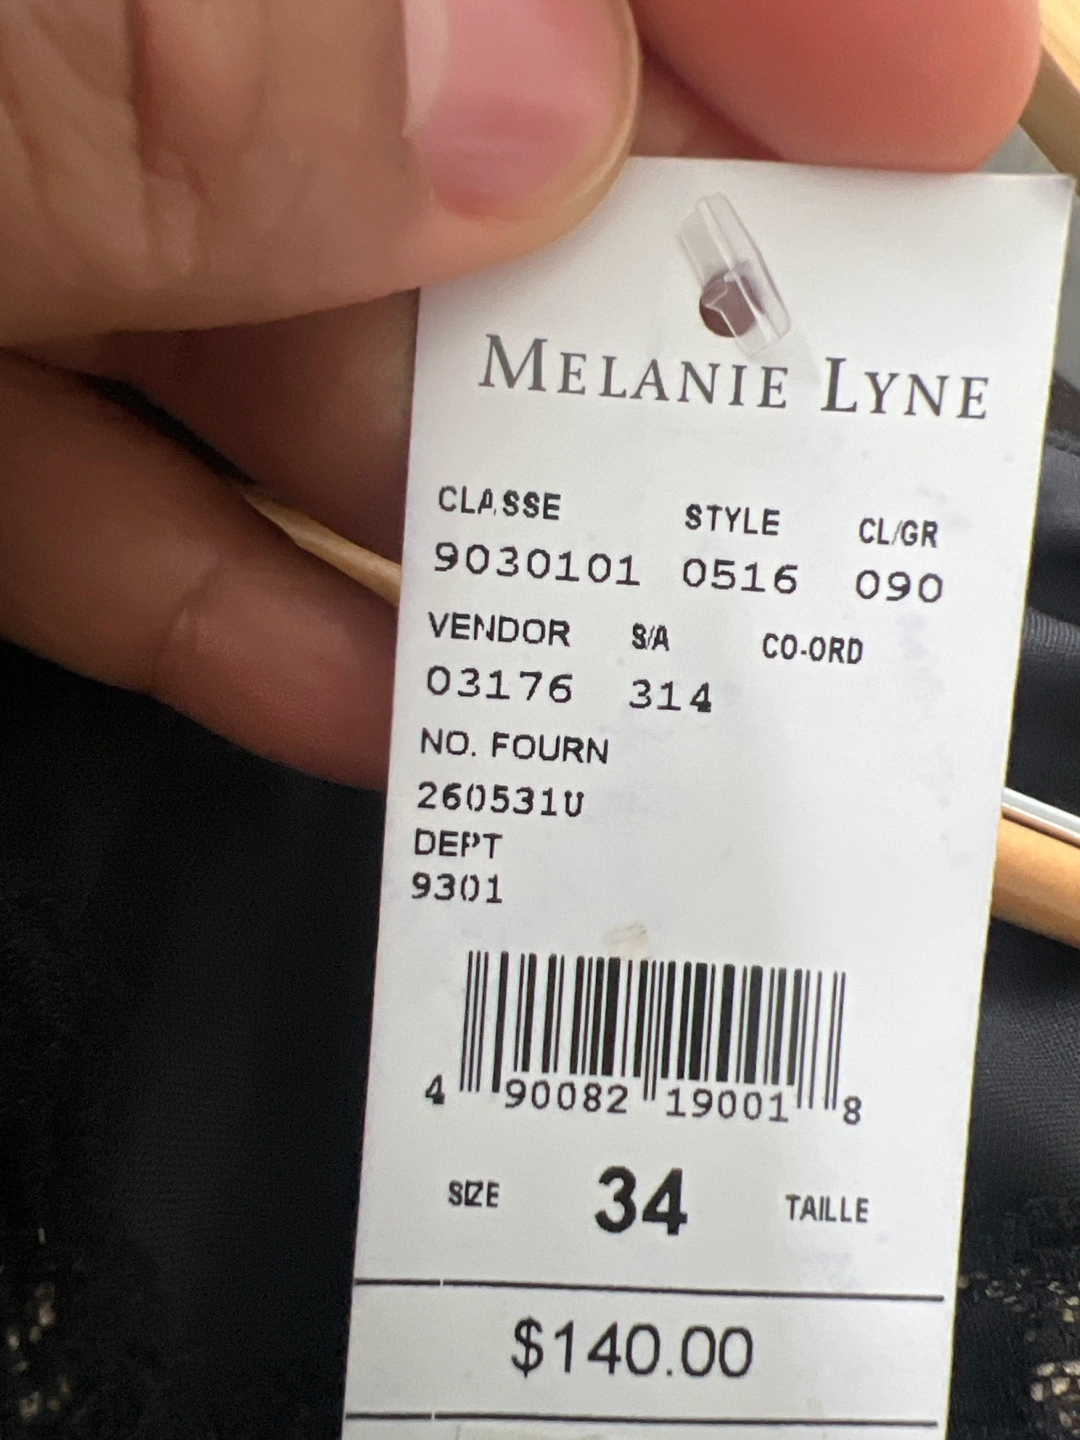 MELANIE LYNE
CLASSE STYLE CL/GR
9030101 0516 090
VENDOR S/A CO-ORD
03176 314
NO. FOURN
260531U
DEPT
9301
4 90082 19001 8
SIZE 34 TAILLE
$140.00